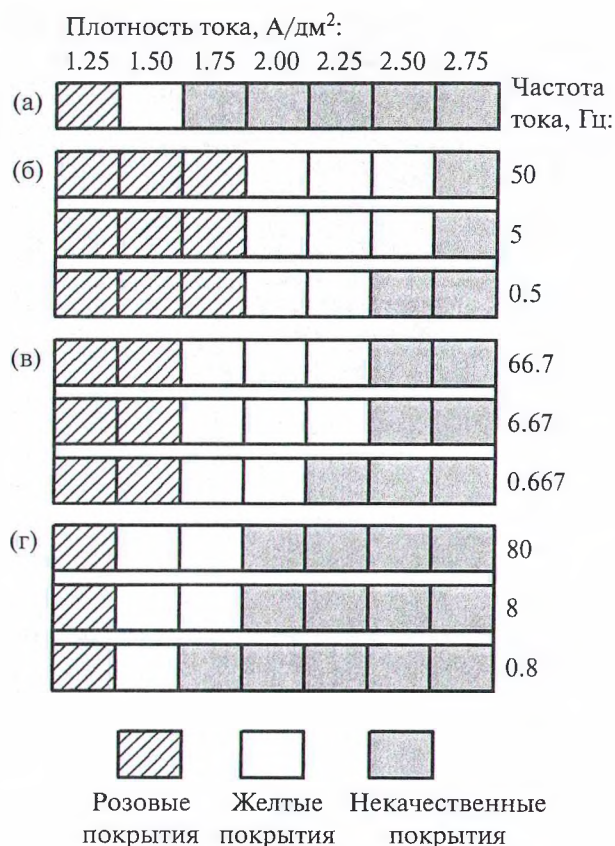 Плотность тока, А/дм²:
1.25 1.50 1.75 2.00 2.25 2.50 2.75
(а)
Частота
тока, Гц:
(б)
50
5
0.5
(в)
66.7
6.67
0.667
(г)
80
8
0.8
Розовые Желтые Некачественные
покрытия покрытия покрытия